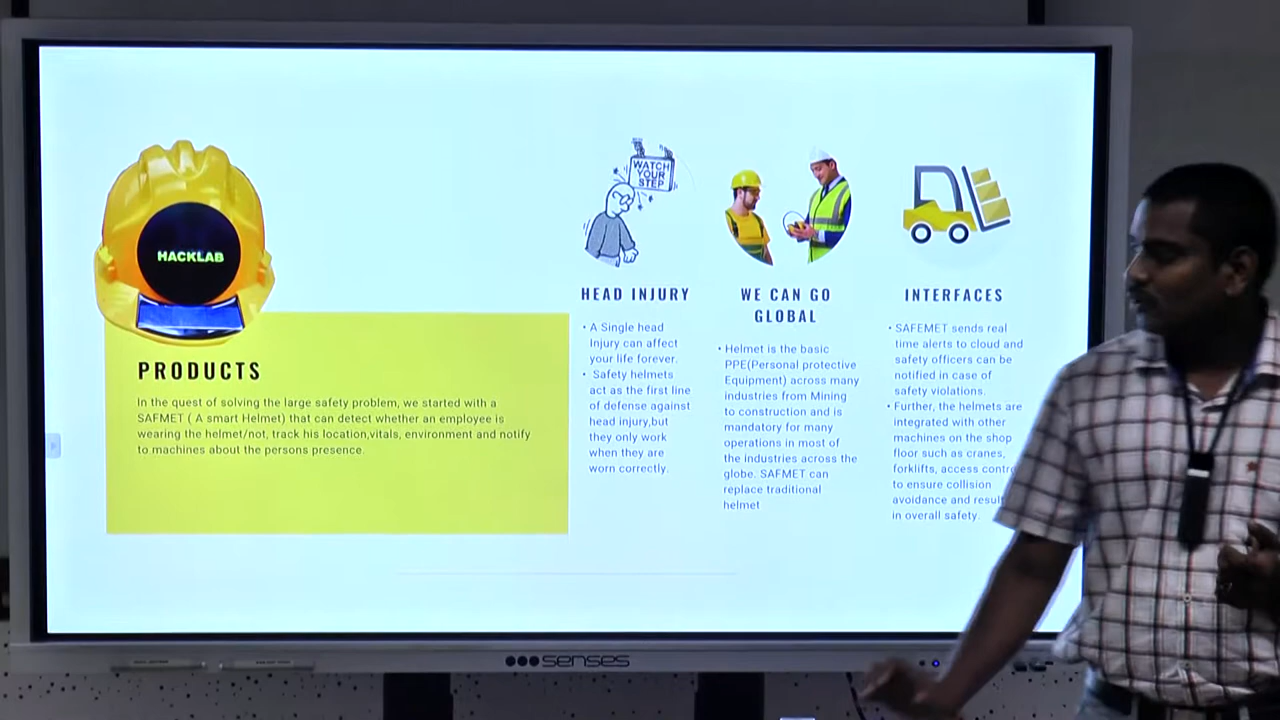 HACKLAB
PRODUCTS
In the quest of solving the large safety problem, we started with a
SAFMET ( A smart Helmet) that can detect whether an employee is
wearing the helmet/not, track his location,vitals, environment and notify
to machines about the persons presence.
WATCH
YOUR
STEP
HEAD INJURY
• A Single head
Injury can affect
your life forever.
• Safety helmets
act as the first line
of defense against
head injury,but
they only work
when they are
worn correctly.
WE CAN GO
GLOBAL
• Helmet is the basic
PPE(Personal protective
Equipment) across many
industries from Mining
to construction and is
mandatory for many
operations in most of
the industries across the
globe. SAFMET can
replace traditional
helmet
INTERFACES
• SAFEMET sends real
time alerts to cloud and
safety officers can be
notified in case of
safety violations.
• Further, the helmets are
integrated with other
machines on the shop
floor such as cranes,
forklifts, access
to ensure collision
avoidance and
in overall safety.
senses